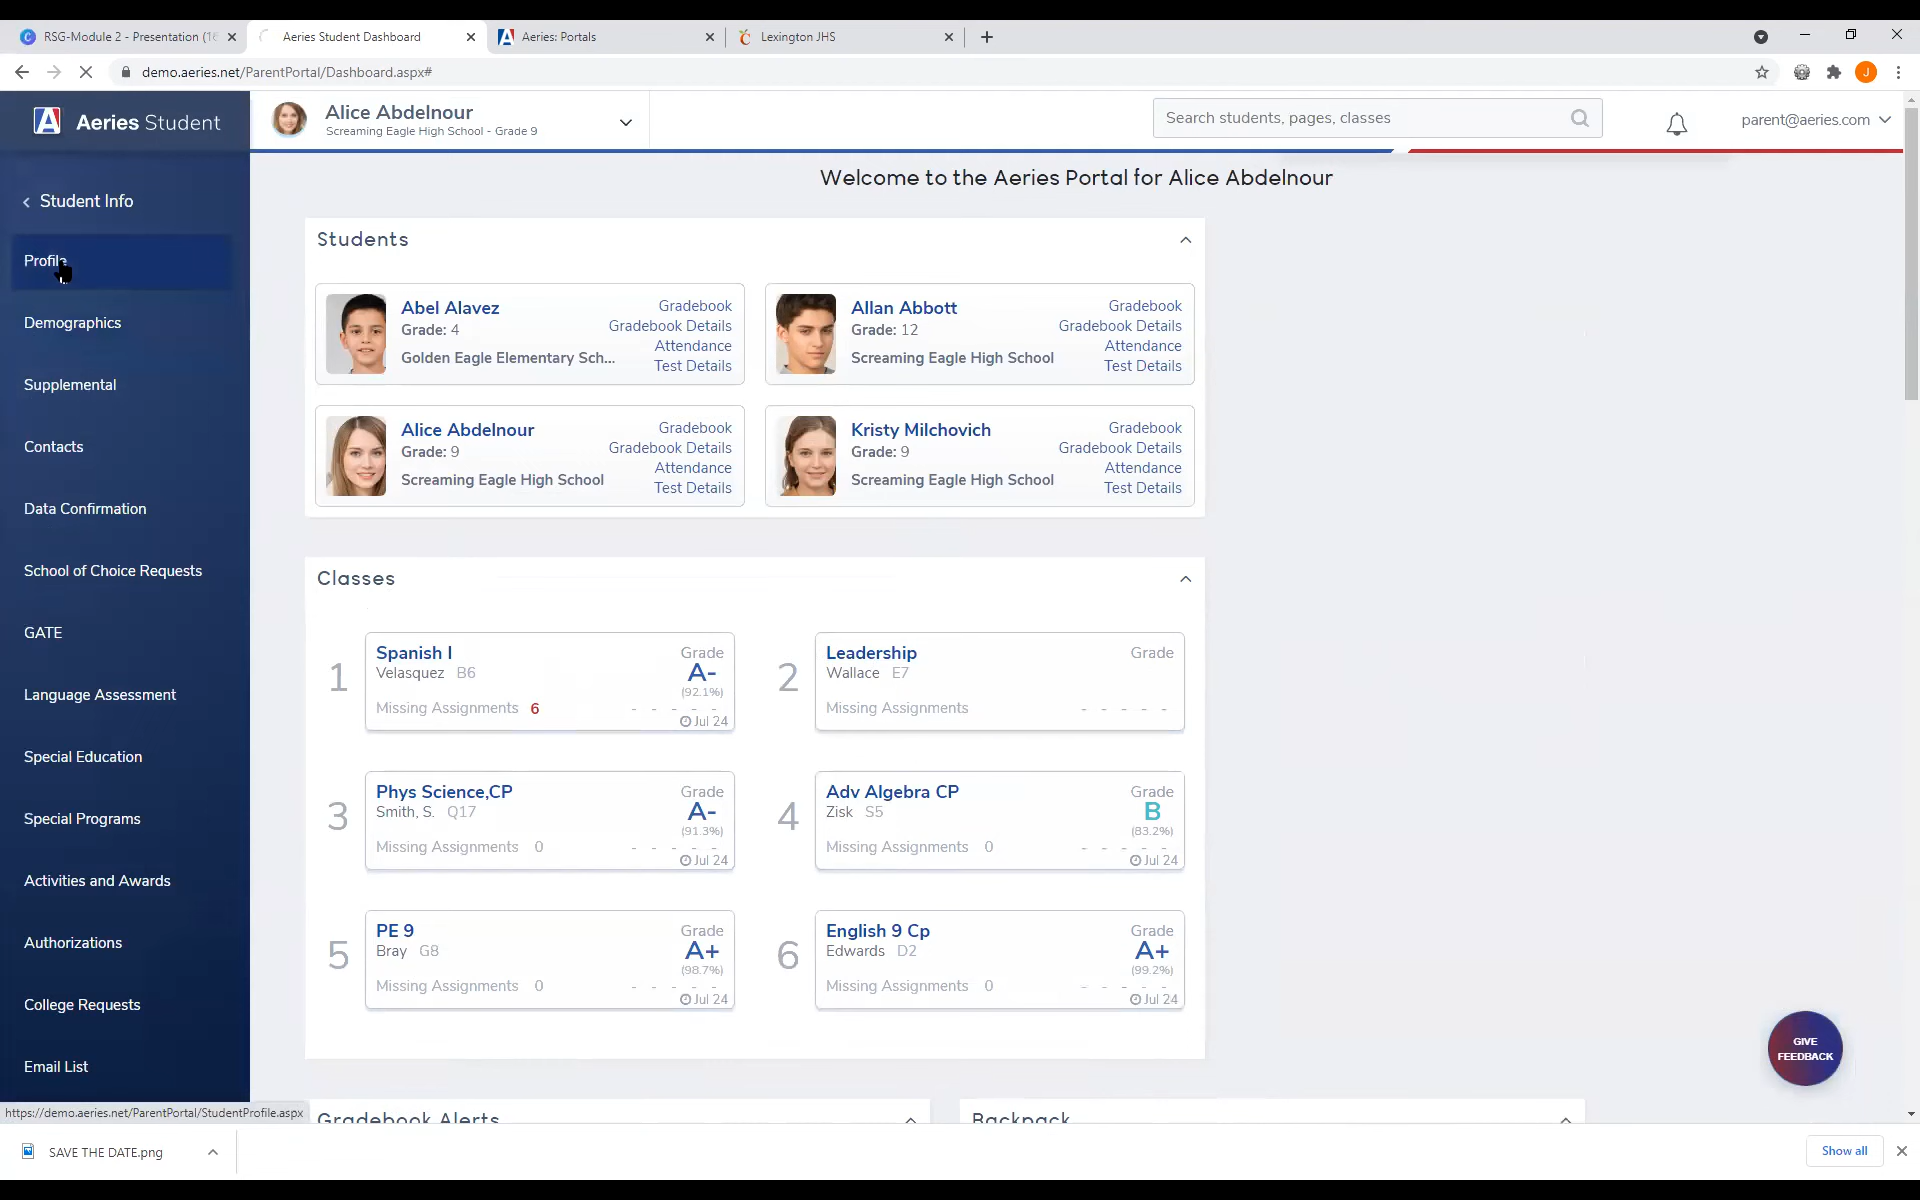 RSG-Module 2 - Presentation (16
Aeries Student Dashboard
Aeries: Portals
Lexington JHS
demo.aeries.net/ParentPortal/Dashboard.aspx#
J
Aeries Student
Alice Abdelnour
Screaming Eagle High School - Grade 9
Search students, pages, classes
parent@aeries.com
Student Info
Profile
Demographics
Supplemental
Contacts
Data Confirmation
School of Choice Requests
GATE
Language Assessment
Special Education
Special Programs
Activities and Awards
Authorizations
College Requests
Email List
Welcome to the Aeries Portal for Alice Abdelnour
Students
Abel Alavez
Grade: 4
Golden Eagle Elementary Sch...
Gradebook
Gradebook Details
Attendance
Test Details
Allan Abbott
Grade: 12
Screaming Eagle High School
Gradebook
Gradebook Details
Attendance
Test Details
Alice Abdelnour
Grade: 9
Screaming Eagle High School
Gradebook
Gradebook Details
Attendance
Test Details
Kristy Milchovich
Grade: 9
Screaming Eagle High School
Gradebook
Gradebook Details
Attendance
Test Details
Classes
1
Spanish I
Velasquez B6
Missing Assignments 6
Grade
A-
(92.1%)
- - - - -
Jul 24
2
Leadership
Wallace E7
Missing Assignments
Grade
- - - - -
3
Phys Science,CP
Smith, S. Q17
Missing Assignments 0
Grade
A-
(91.3%)
- - - - -
Jul 24
4
Adv Algebra CP
Zisk S5
Missing Assignments 0
Grade
B
(83.2%)
- - - - -
Jul 24
5
PE 9
Bray G8
Missing Assignments 0
Grade
A+
(98.7%)
- - - - -
Jul 24
6
English 9 Cp
Edwards D2
Missing Assignments 0
Grade
A+
(99.2%)
- - - - -
Jul 24
GIVE
FEEDBACK
Gradebook Alerts
Backpack
https://demo.aeries.net/ParentPortal/StudentProfile.aspx
SAVE THE DATE.png
Show all